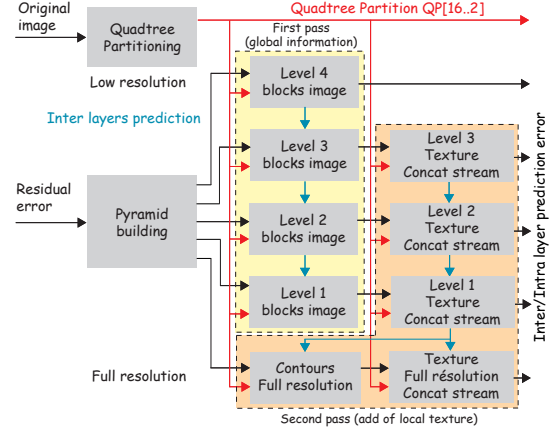 Original
image
Quadtree
Partitioning
Quadtree Partition QP[16..2]
First pass
(global information)
Low resolution
Level 4
blocks image
Inter layers prediction
Level 3
blocks image
Level 3
Texture
Concat stream
Residual
error
Pyramid
building
Level 2
blocks image
Level 2
Texture
Concat stream
Level 1
blocks image
Level 1
Texture
Concat stream
Inter/Intra layer prediction error
Full resolution
Contours
Full resolution
Texture
Full résolution
Concat stream
Second pass (add of local texture)